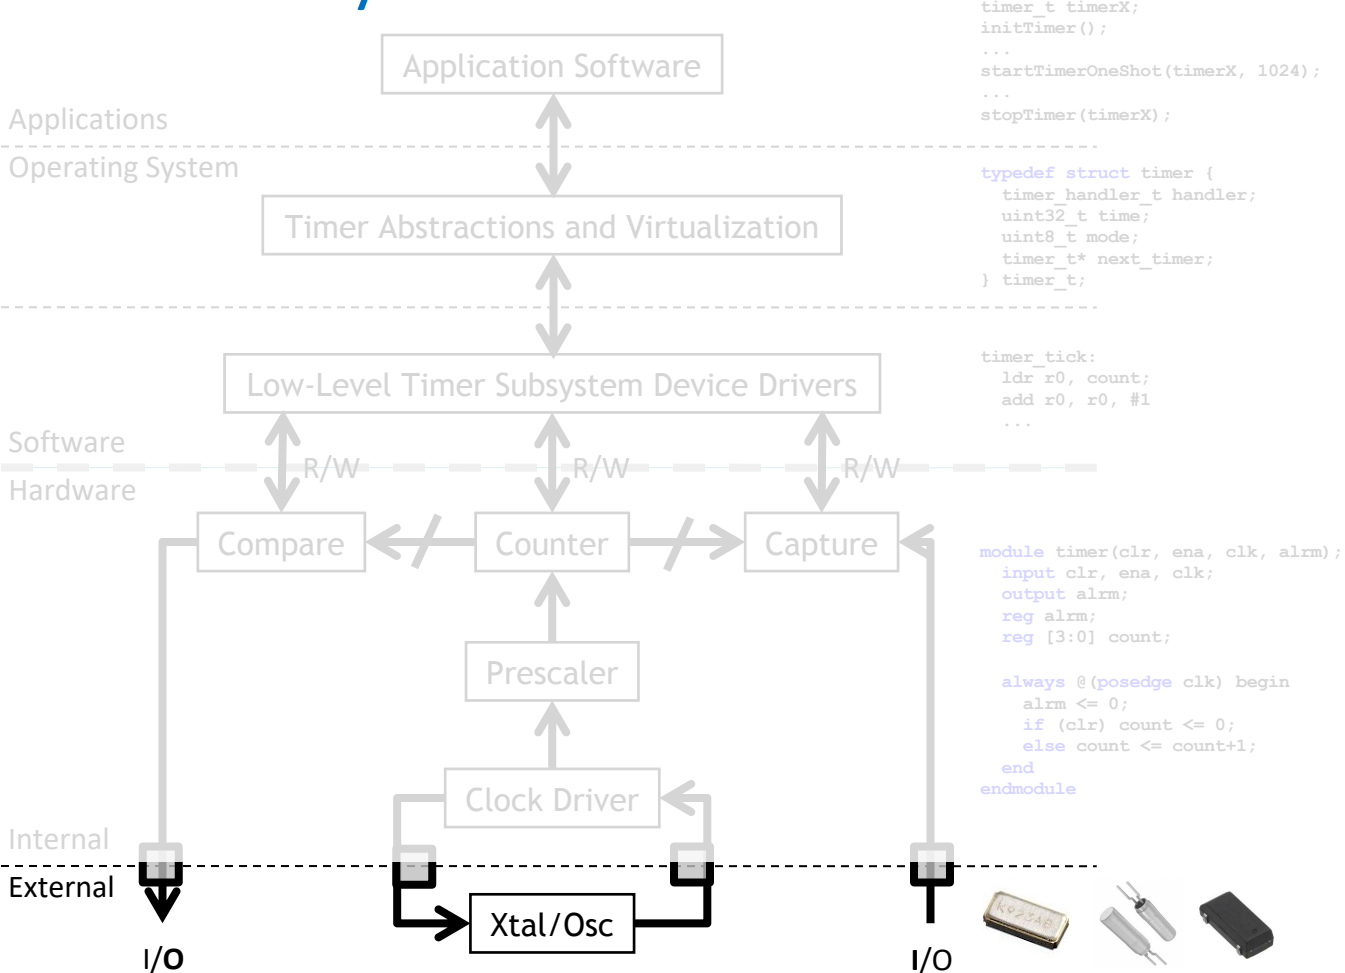 timer_t timerX;
initTimer();
...
startTimerOneShot(timerX, 1024);
...
stopTimer(timerX);
Application Software
Applications
Operating System
typedef struct timer {
timer_handler_t handler;
uint32_t time;
uint8_t mode;
timer_t* next_timer;
} timer_t;
Timer Abstractions and Virtualization
timer_tick:
ldr r0, count;
add r0, r0, #1
...
Low-Level Timer Subsystem Device Drivers
Software
R/W R/W R/W
Hardware
Compare Counter Capture
module timer(clr, ena, clk, alrm);
input clr, ena, clk;
output alrm;
reg alrm;
reg [3:0] count;
always @(posedge clk) begin
alrm <= 0;
if (clr) count <= 0;
else count <= count+1;
end
endmodule
Prescaler
Clock Driver
Internal
External
Xtal/Osc
K923AB
I/O I/O